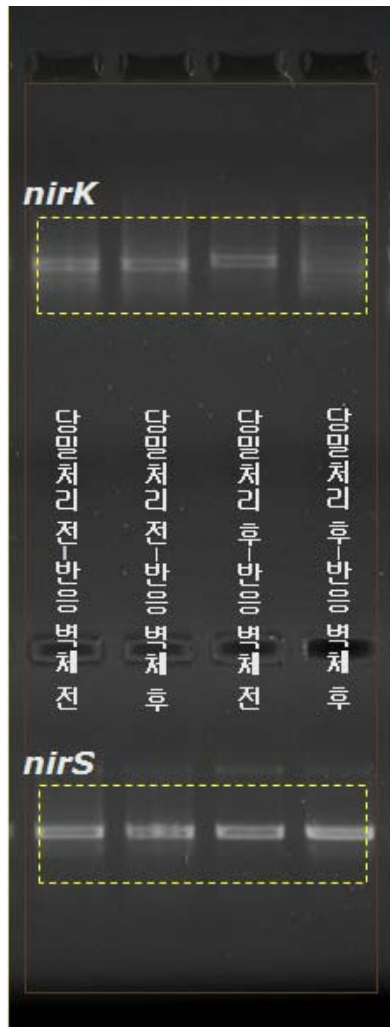 nirK
당밀처리 전-반응 벽체 전
당밀처리 전-반응 벽체 후
당밀처리 후-반응 벽체 전
당밀처리 후-반응 벽체 후
nirS